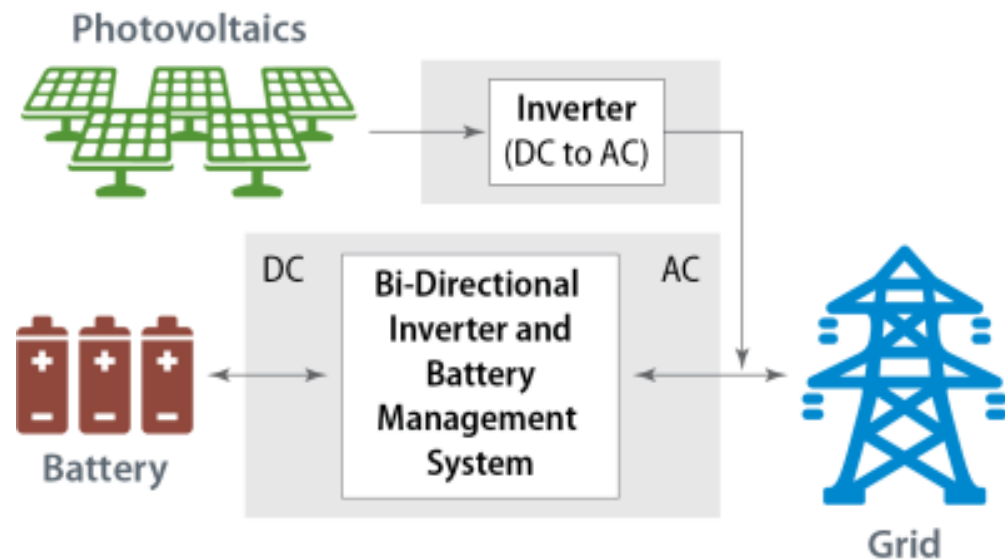 Photovoltaics
Inverter
(DC to AC)
DC
AC
Bi-Directional
Inverter and
Battery
Management
System
+ + +
- - -
Battery
Grid